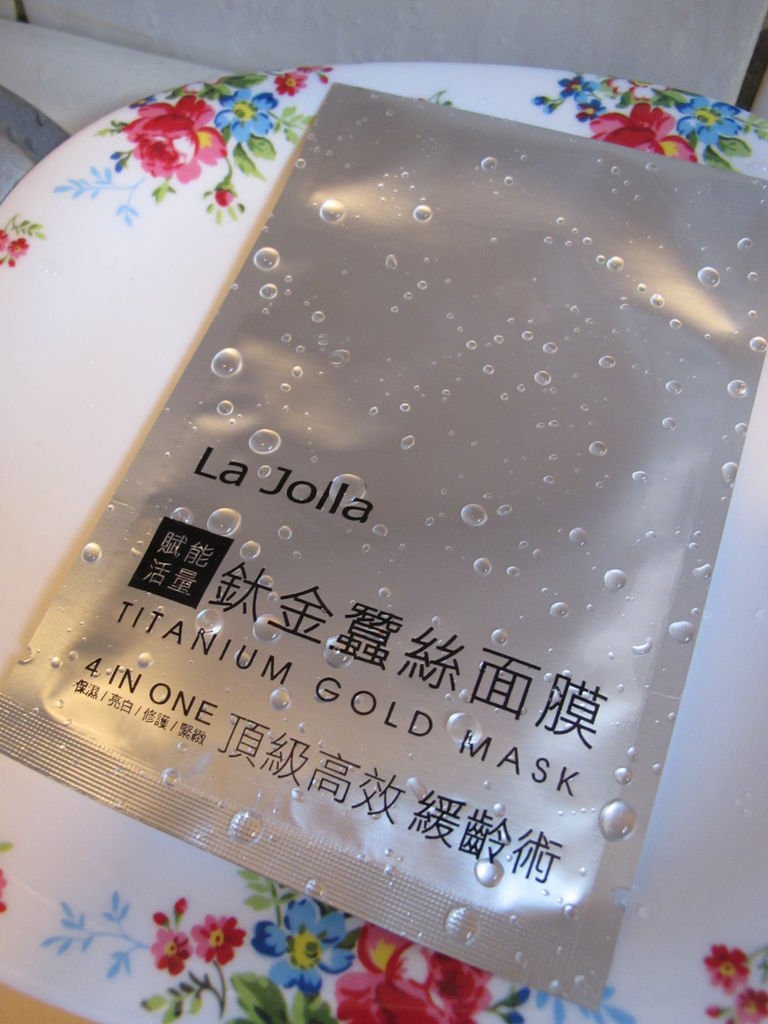 La Jolla
賦能
活量
鈦金蠶絲面膜
TITANIUM GOLD MASK
4 IN ONE
保濕/亮白/修護/緊緻
頂級高效 緩齡術